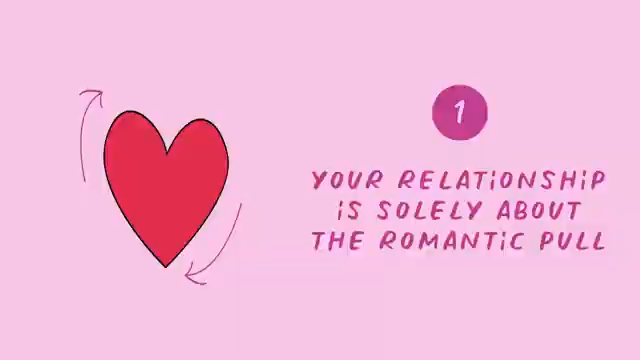 1
YOUR RELATIONSHIP
IS SOLELY ABOUT
THE ROMANTIC PULL